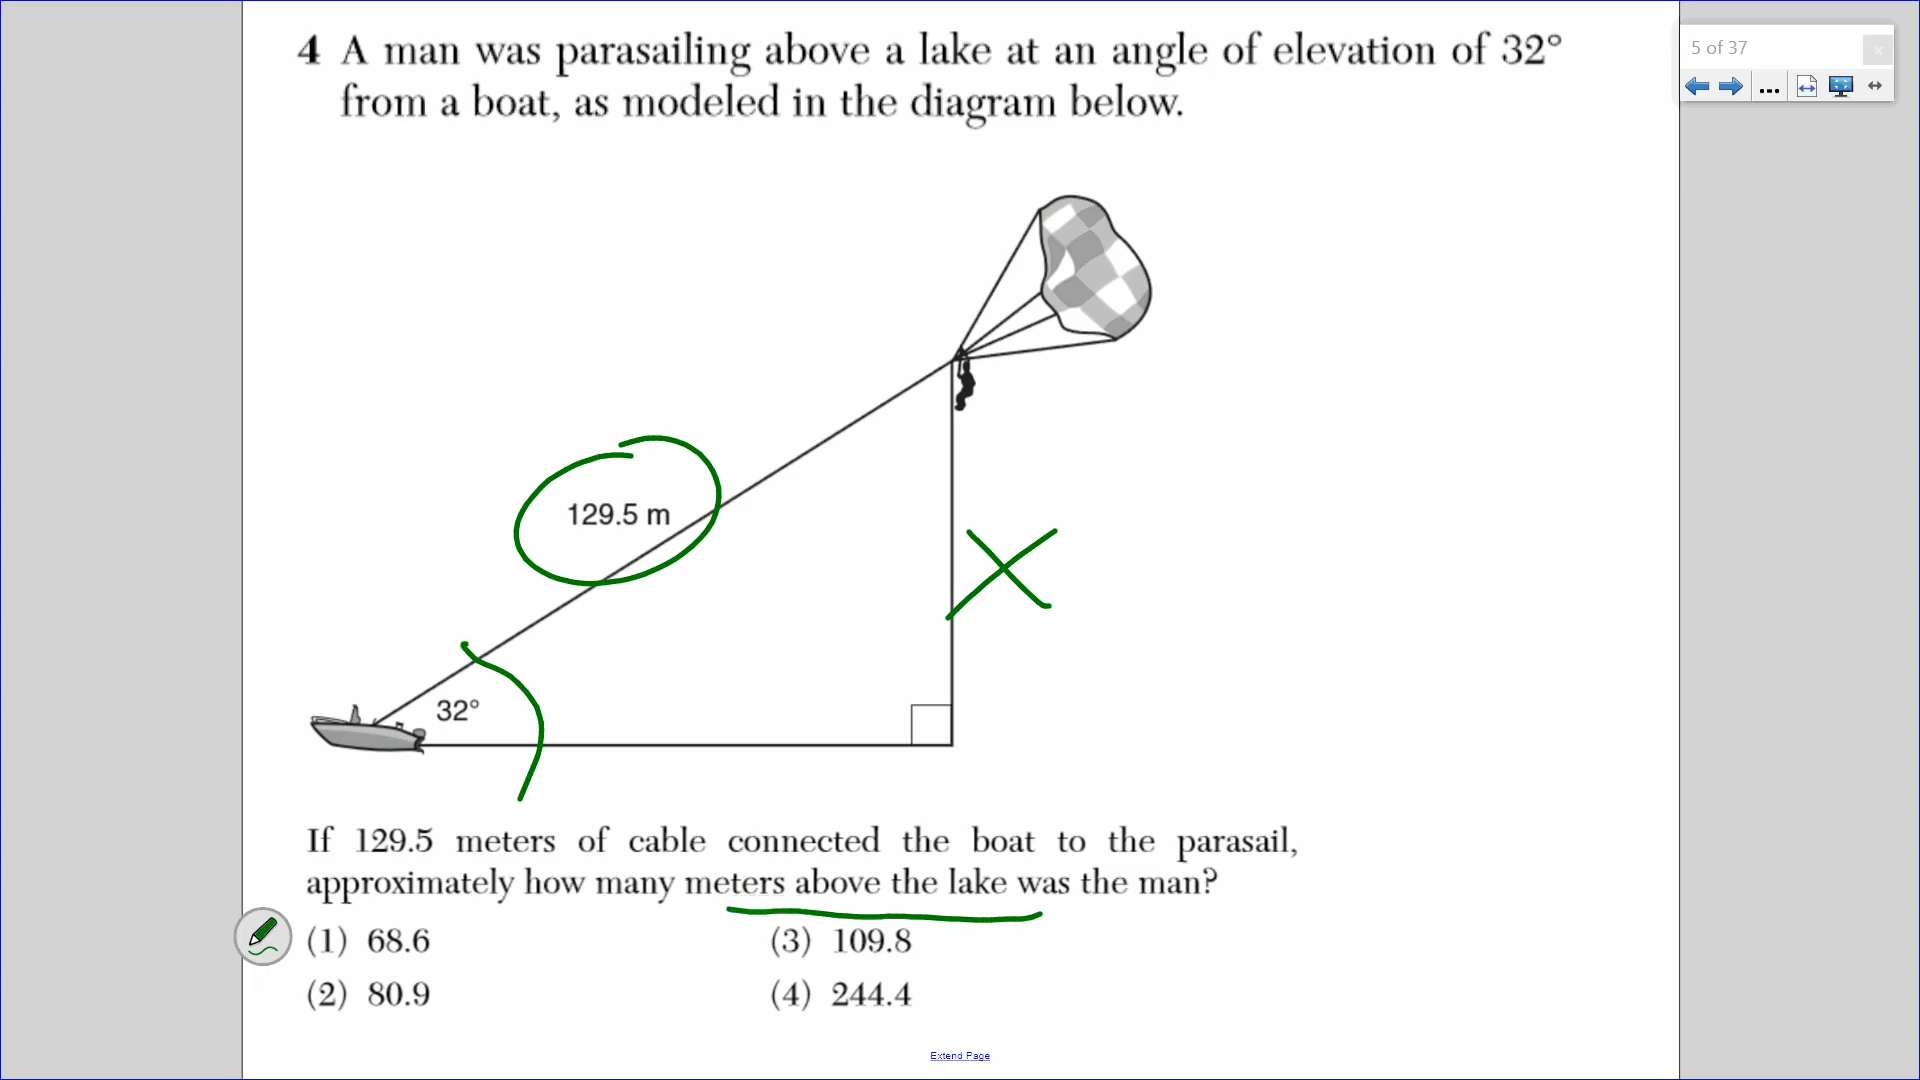 4 A man was parasailing above a lake at an angle of elevation of 32°
from a boat, as modeled in the diagram below.
5 of 37
129.5 m
X
32°
If 129.5 meters of cable connected the boat to the parasail,
approximately how many meters above the lake was the man?
(1) 68.6
(3) 109.8
(2) 80.9
(4) 244.4
Extend Page